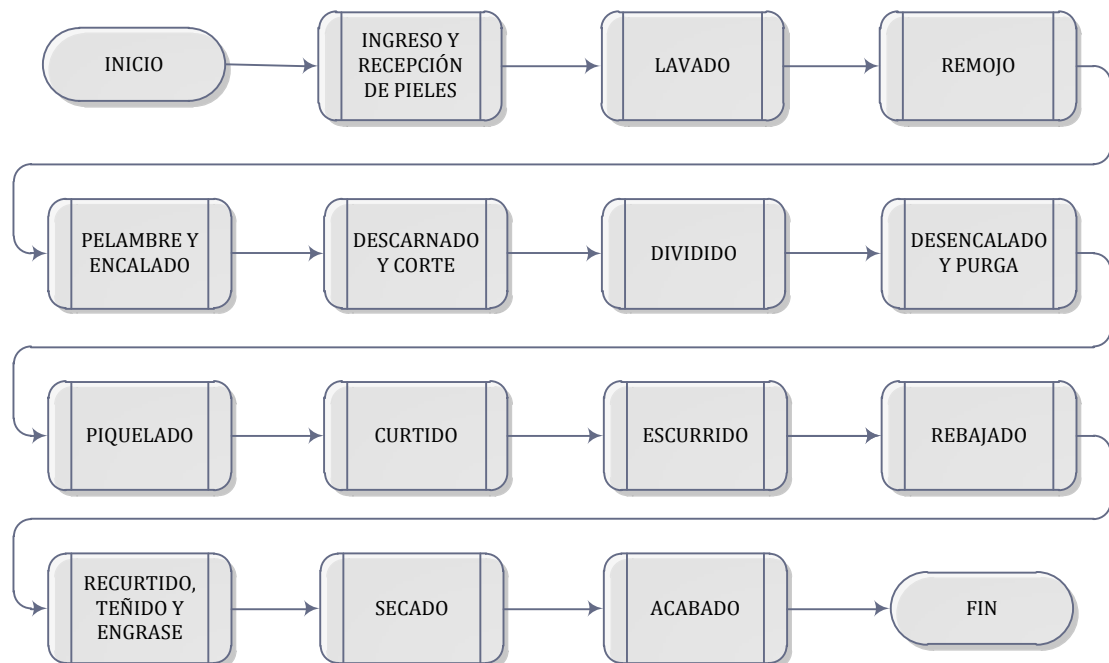 INICIO
INGRESO Y
RECEPCIÓN
DE PIELES
LAVADO
REMOJO
PELAMBRE Y
ENCALADO
DESCARNADO
Y CORTE
DIVIDIDO
DESENCALADO
Y PURGA
PIQUELADO
CURTIDO
ESCURRIDO
REBAJADO
RECURTIDO,
TEÑIDO Y
ENGRASE
SECADO
ACABADO
FIN